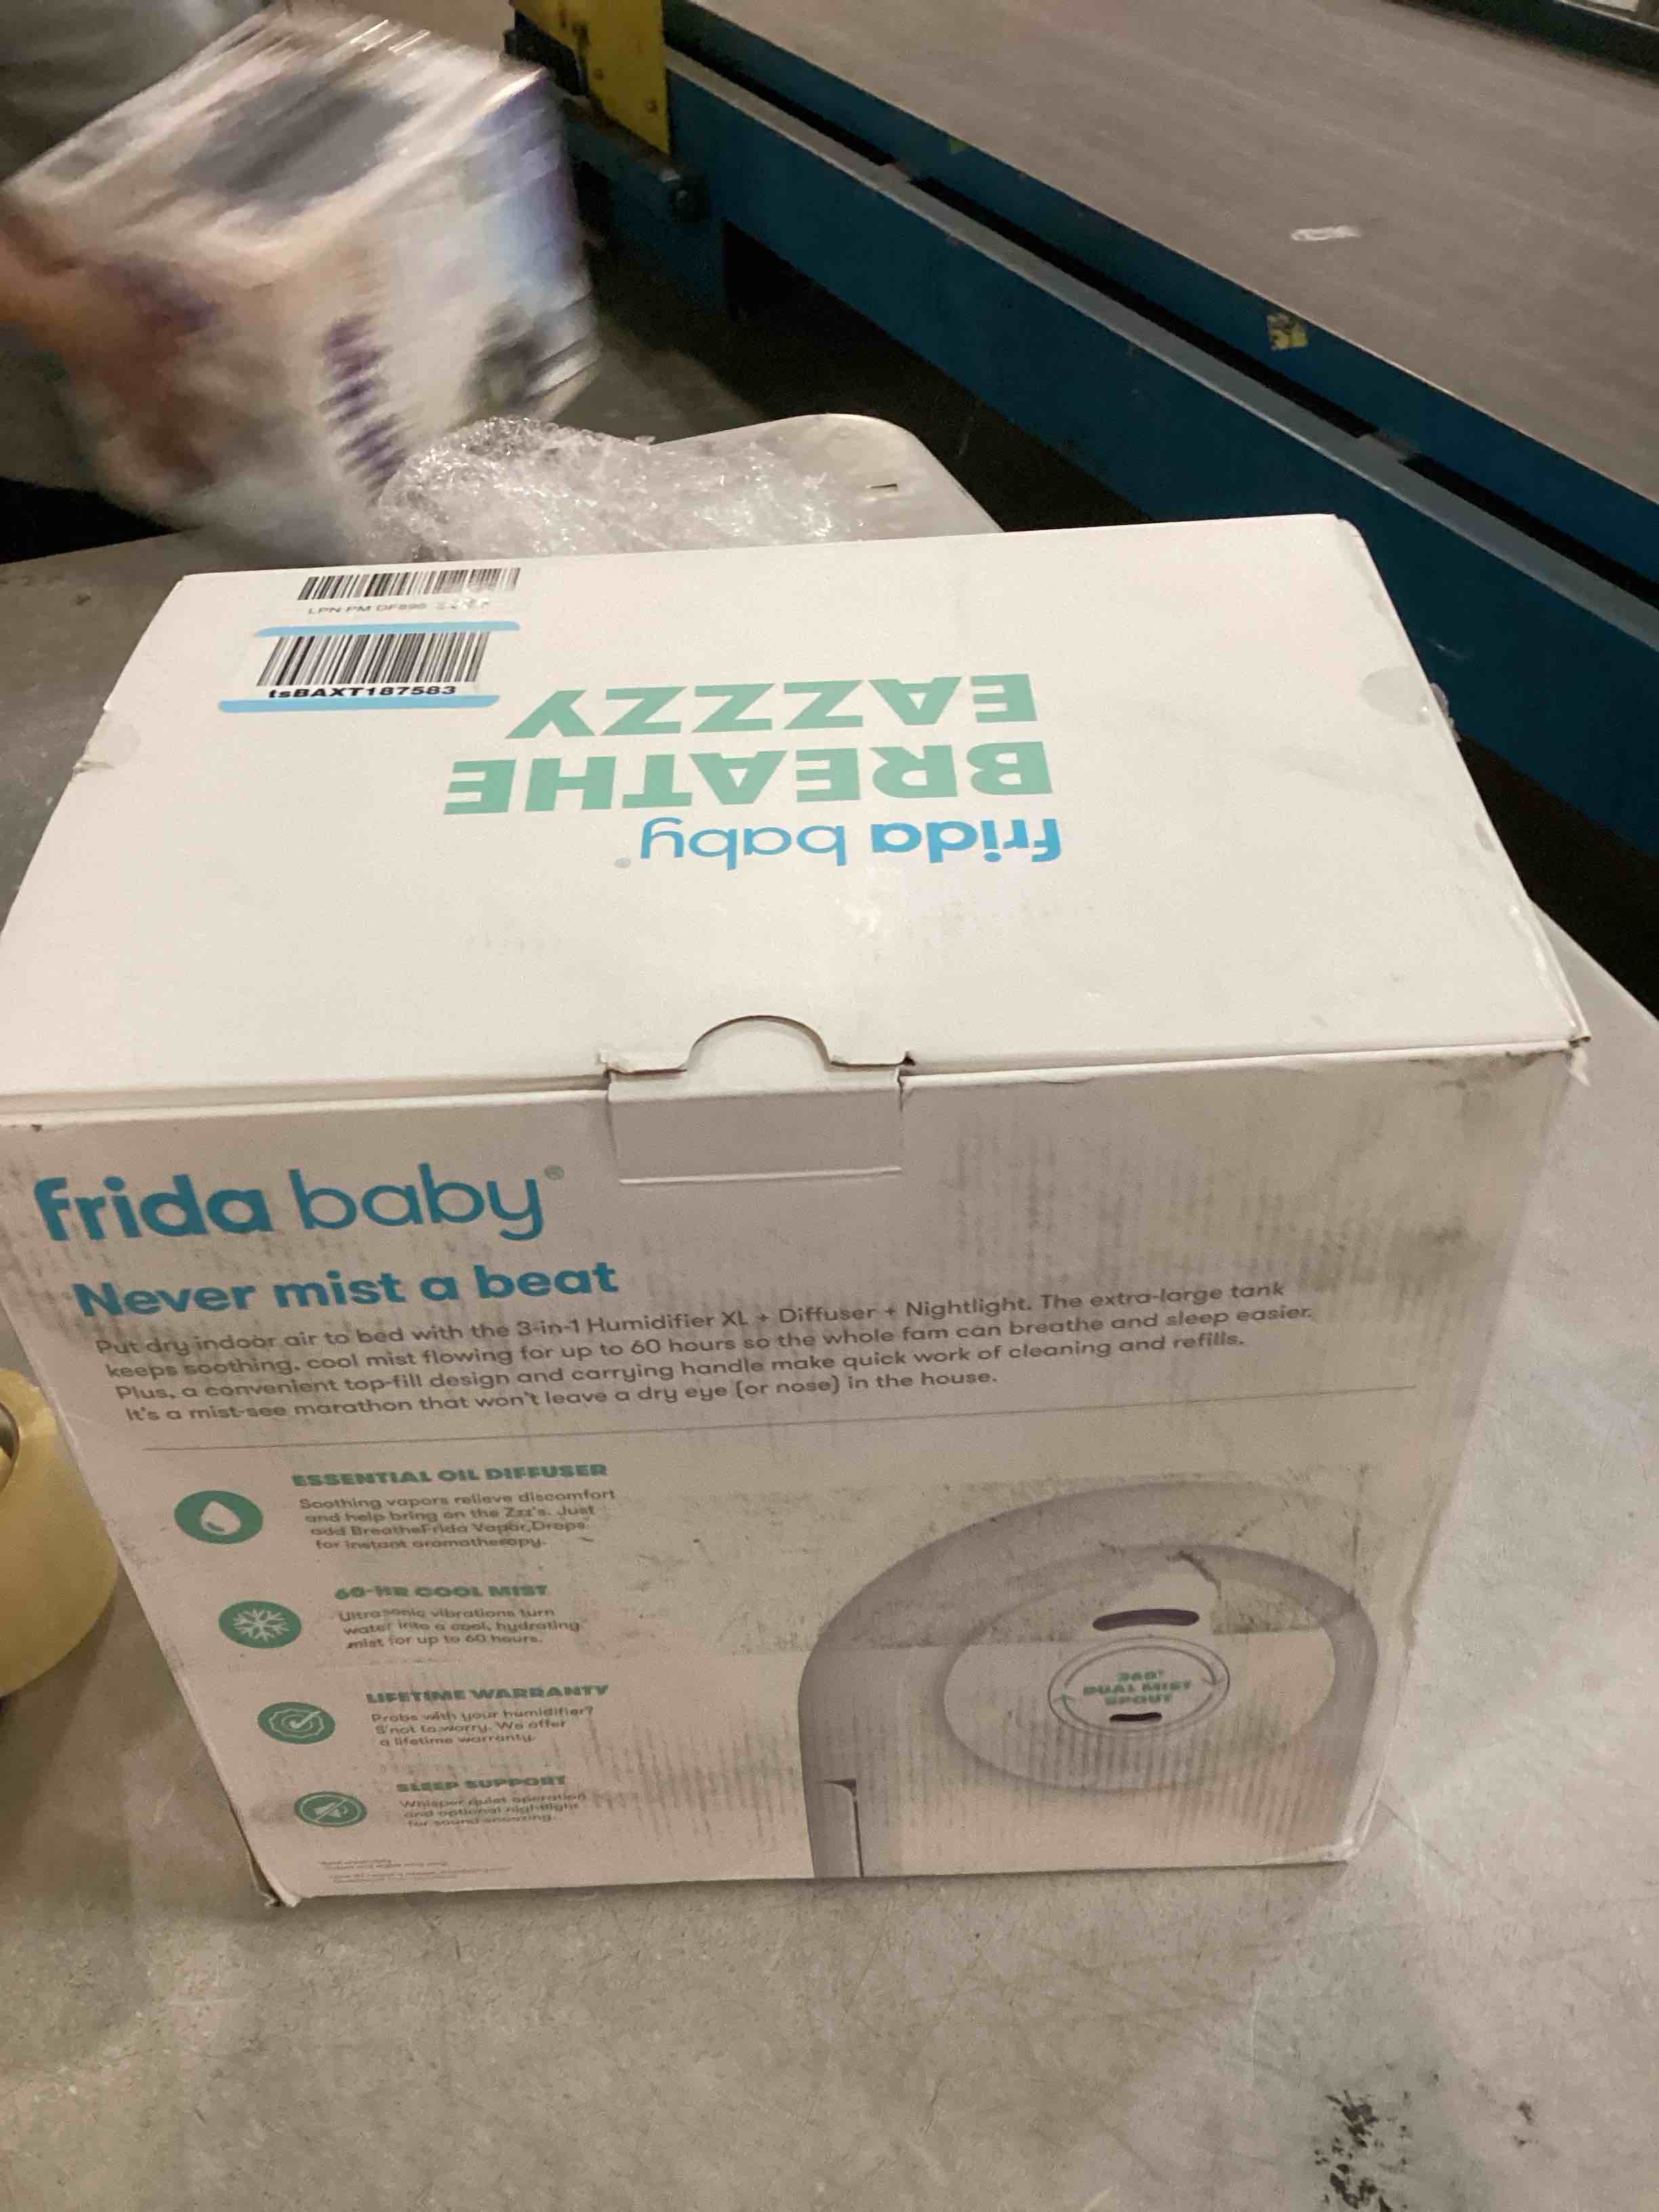 LPN PM DF896
tsBAXT187583
frida baby®
BREATHE
EAZZZY
frida baby®
Never mist a beat
Put dry indoor air to bed with the 3-in-1 Humidifier XL + Diffuser + Nightlight. The extra-large tank
keeps soothing, cool mist flowing for up to 60 hours so the whole fam can breathe and sleep easier.
Plus, a convenient top-fill design and carrying handle make quick work of cleaning and refills.
It's a mist-see marathon that won't leave a dry eye (or nose) in the house.
ESSENTIAL OIL DIFFUSER
Soothing vapors relieve discomfort
and help bring on the Zzz's. Just
add BreatheFrida Vapor Drops
for instant aromatherapy.
60-HR COOL MIST
Ultrasonic vibrations turn
water into a cool, hydrating
mist for up to 60 hours.
LIFETIME WARRANTY
Probs with your humidifier?
S'not to worry. We offer
a lifetime warranty.
SLEEP SUPPORT
Whisper quiet operation
and optional nightlight
for sound snoozing.
360°
DUAL MIST
SPOUT